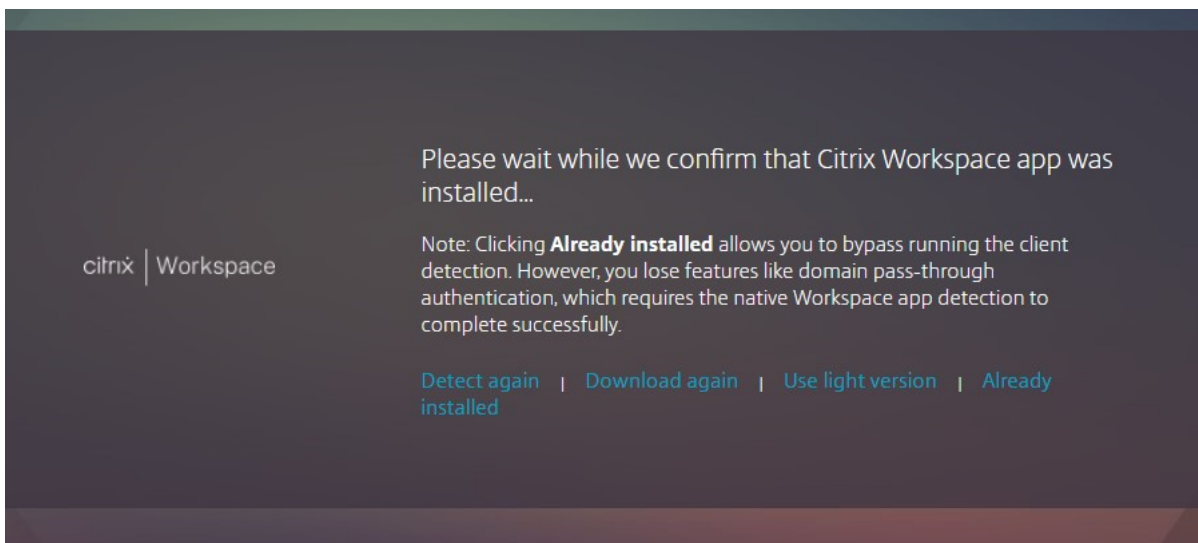 citrix | Workspace
Please wait while we confirm that Citrix Workspace app was
installed...
Note: Clicking Already installed allows you to bypass running the client
detection. However, you lose features like domain pass-through
authentication, which requires the native Workspace app detection to
complete successfully.
Detect again | Download again | Use light version | Already
installed